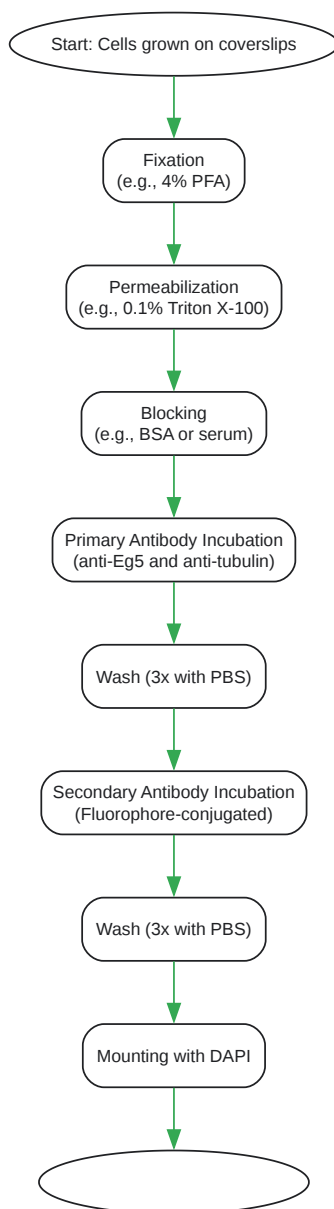 Start: Cells grown on coverslips
Fixation
(e.g., 4% PFA)
Permeabilization
(e.g., 0.1% Triton X-100)
Blocking
(e.g., BSA or serum)
Primary Antibody Incubation
(anti-Eg5 and anti-tubulin)
Wash (3x with PBS)
Secondary Antibody Incubation
(Fluorophore-conjugated)
Wash (3x with PBS)
Mounting with DAPI